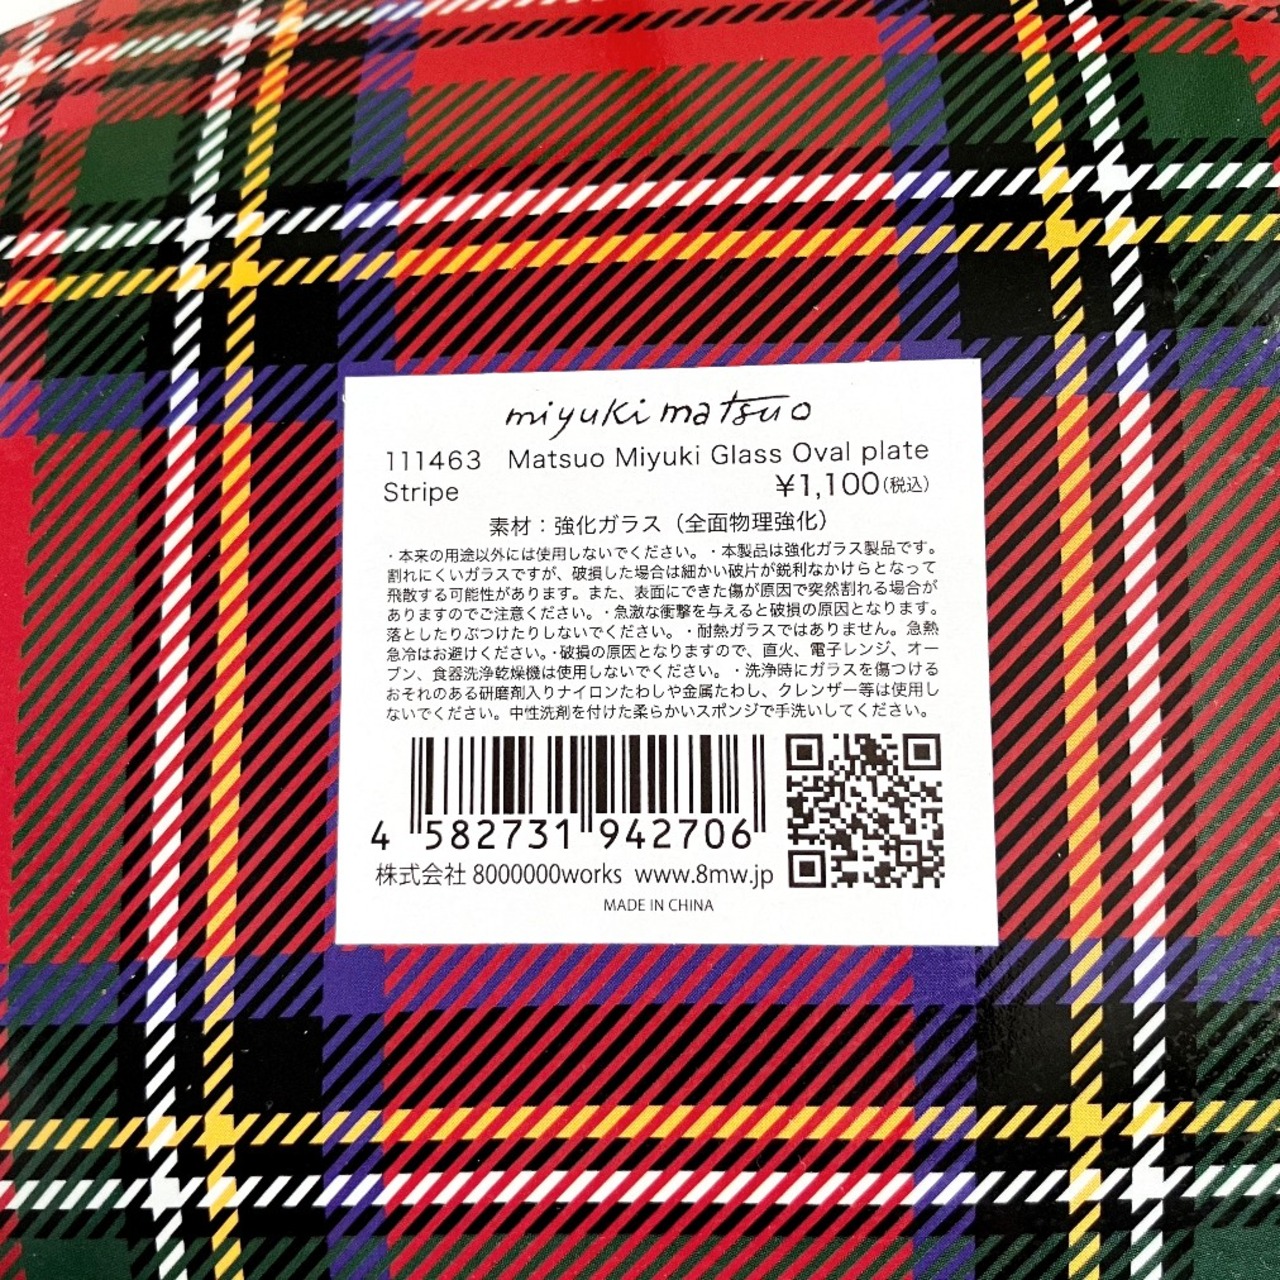 miyuki matsuo
111463 Matsuo Miyuki Glass Oval plate
Stripe ¥1,100(税込)
素材：強化ガラス（全面物理強化）
・本来の用途以外には使用しないでください。・本製品は強化ガラス製品です。
割れにくいガラスですが、破損した場合は細かい破片が鋭利なかけらとなって
飛散する可能性があります。また、表面にできた傷が原因で突然割れる場合が
ありますのでご注意ください。・急激な衝撃を与えると破損の原因となります。
落としたりぶつけたりしないでください。・耐熱ガラスではありません。急熱
急冷はお避けください。・破損の原因となりますので、直火、電子レンジ、オー
ブン、食器洗浄乾燥機は使用しないでください。・洗浄時にガラスを傷つける
おそれのある研磨剤入りナイロンたわしや金属たわし、クレンザー等は使用し
ないでください。中性洗剤を付けた柔らかいスポンジで手洗いしてください。
4 582731 942706
株式会社 8000000works www.8mw.jp
MADE IN CHINA